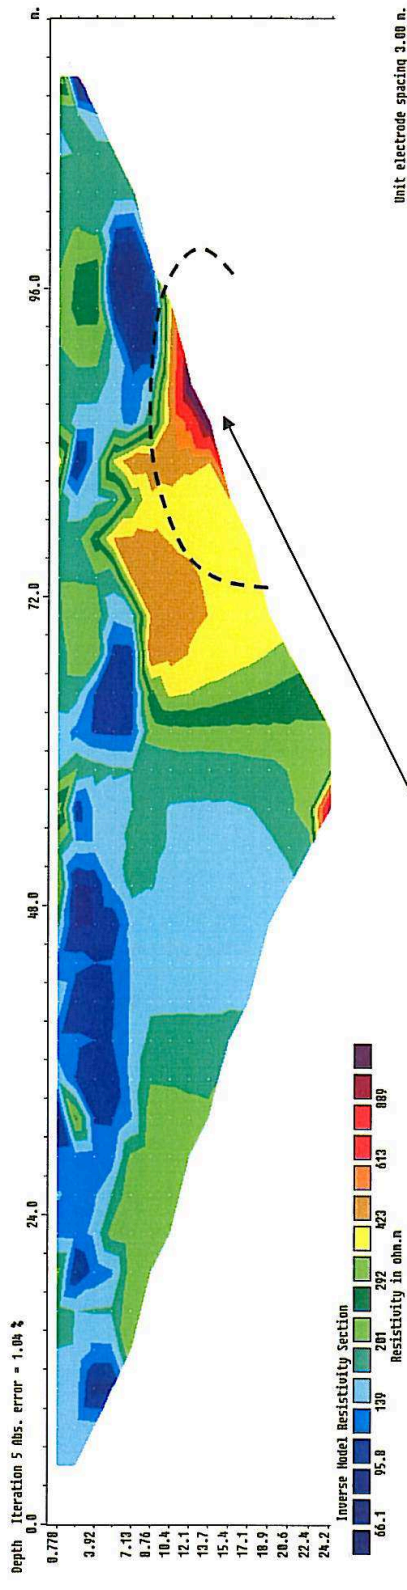 Depth Iteration 5 Abs. error = 1.04 %
0.0 24.0 48.0 72.0 96.0 m.
0.778
3.92
7.13
8.76
10.4
12.1
13.7
15.4
17.1
18.9
20.6
22.4
24.2
Inverse Model Resistivity Section
66.1 95.8 139 201 292 423 613 889
Resistivity in ohm.m
Unit electrode spacing 3.00 m.